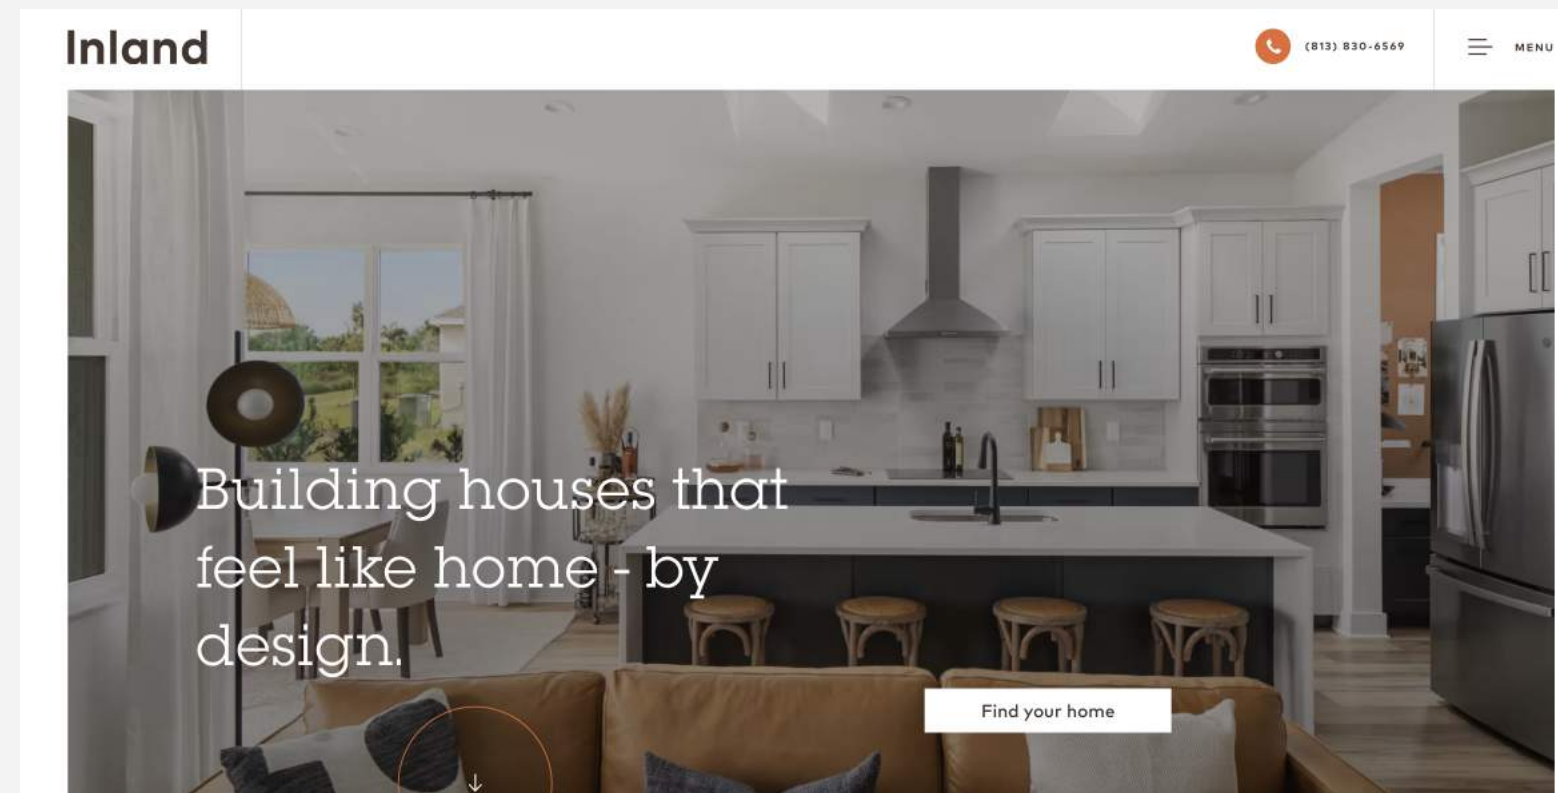 Inland
(813) 830-6569
MENU
Building houses that
feel like home - by
design.
Find your home